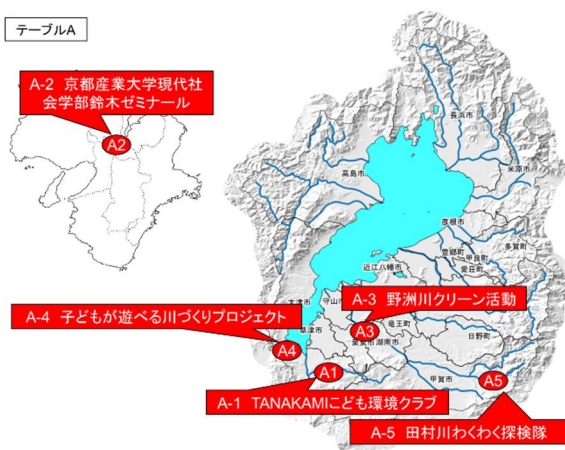 テーブルA
A-2 京都産業大学現代社
会学部鈴木ゼミナール
A2
長浜市
高島市
米原市
彦根市
多賀町
豊郷町
甲良町
愛荘町
近江八幡市
大津市
守山市
A-3 野洲川クリーン活動
A-4 子どもが遊べる川づくりプロジェクト
草津市
A3
竜王町
栗東市
湖南市
日野町
A4
A1
甲賀市
A5
A-1 TANAKAMIこども環境クラブ
A-5 田村川わくわく探検隊